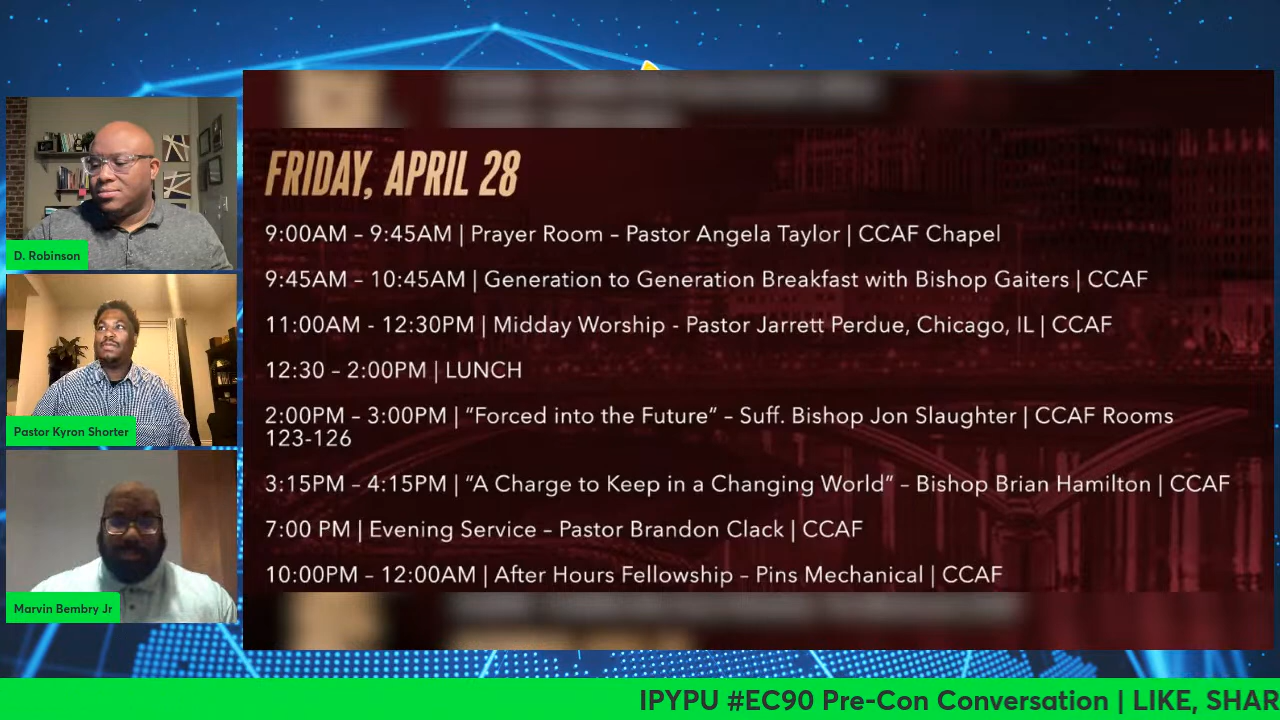 FRIDAY, APRIL 28
9:00AM – 9:45AM | Prayer Room – Pastor Angela Taylor | CCAF Chapel
9:45AM – 10:45AM | Generation to Generation Breakfast with Bishop Gaiters | CCAF
11:00AM - 12:30PM | Midday Worship - Pastor Jarrett Perdue, Chicago, IL | CCAF
12:30 – 2:00PM | LUNCH
2:00PM – 3:00PM | “Forced into the Future” – Suff. Bishop Jon Slaughter | CCAF Rooms
123-126
3:15PM – 4:15PM | “A Charge to Keep in a Changing World” – Bishop Brian Hamilton | CCAF
7:00 PM | Evening Service – Pastor Brandon Clack | CCAF
10:00PM – 12:00AM | After Hours Fellowship – Pins Mechanical | CCAF
D. Robinson
Pastor Kyron Shorter
Marvin Bembry Jr
IPYPU #EC90 Pre-Con Conversation | LIKE, SHAR